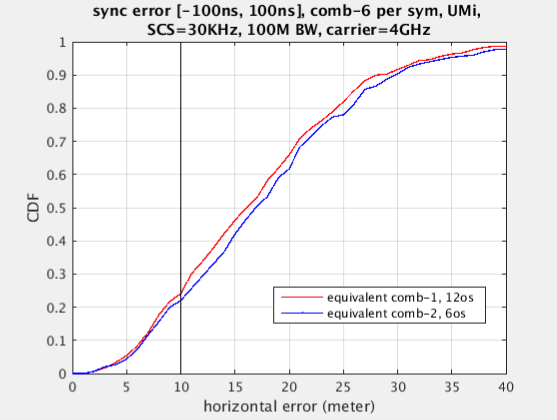 sync error [-100ns, 100ns], comb-6 per sym, UMi,
SCS=30KHz, 100M BW, carrier=4GHz
1
0.9
0.8
0.7
0.6
0.5
0.4
0.3
0.2
0.1
0
CDF
equivalent comb-1, 12os
equivalent comb-2, 6os
0 5 10 15 20 25 30 35 40
horizontal error (meter)